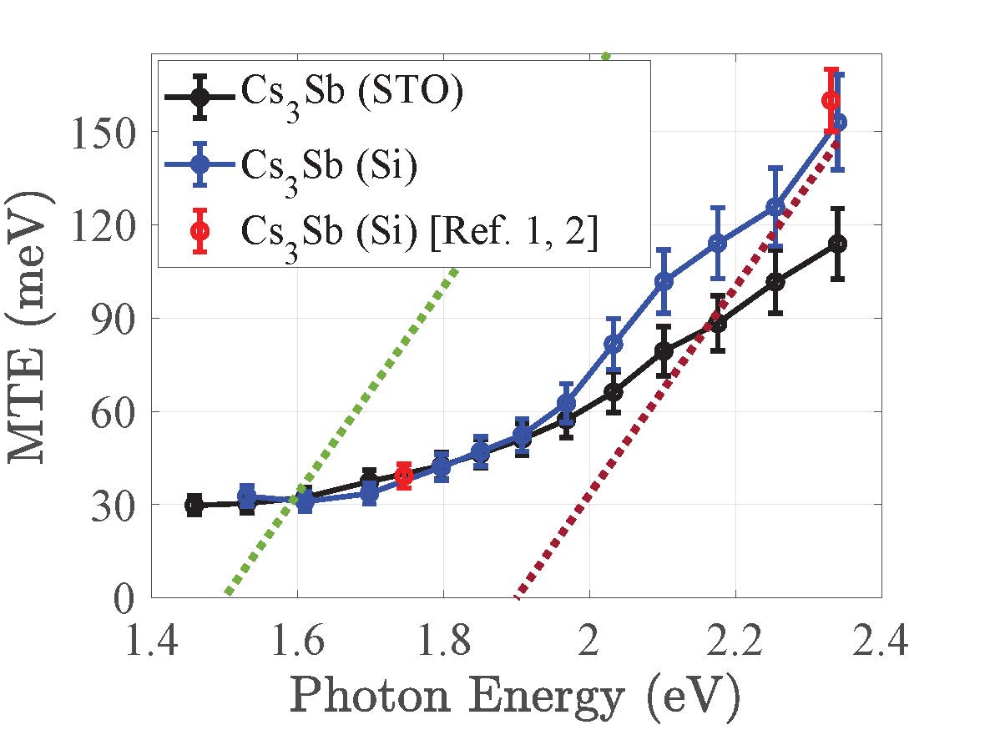 Cs3Sb (STO)
Cs3Sb (Si)
Cs3Sb (Si) [Ref. 1, 2]
MTE (meV)
150
120
90
60
30
0
1.4 1.6 1.8 2 2.2 2.4
Photon Energy (eV)